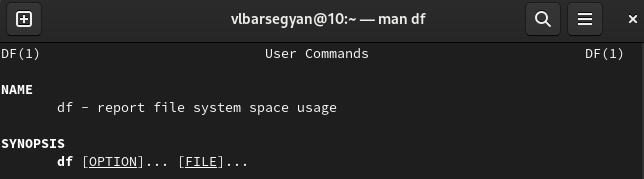 vlbarsegyan@10:~ — man df
DF(1) User Commands DF(1)
NAME
df - report file system space usage
SYNOPSIS
df [OPTION]... [FILE]...